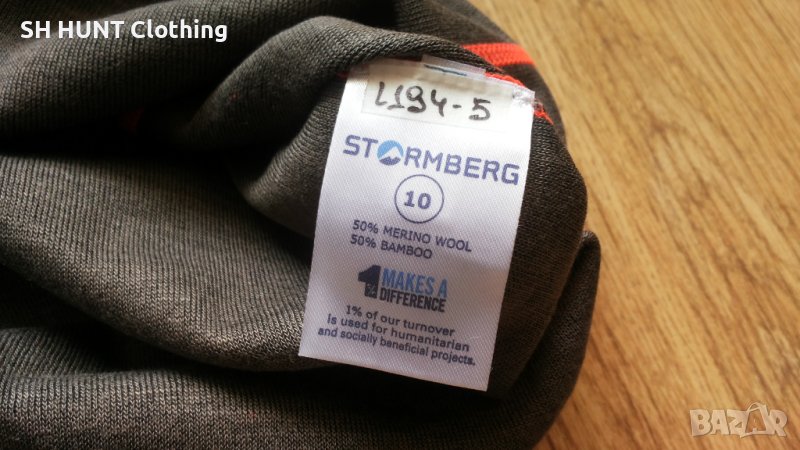 SH HUNT Clothing
L194-5
STORMBERG
10
50% MERINO WOOL
50% BAMBOO
1% MAKES A
DIFFERENCE
1% of our turnover
is used for humanitarian
and socially beneficial projects.
BAZAR